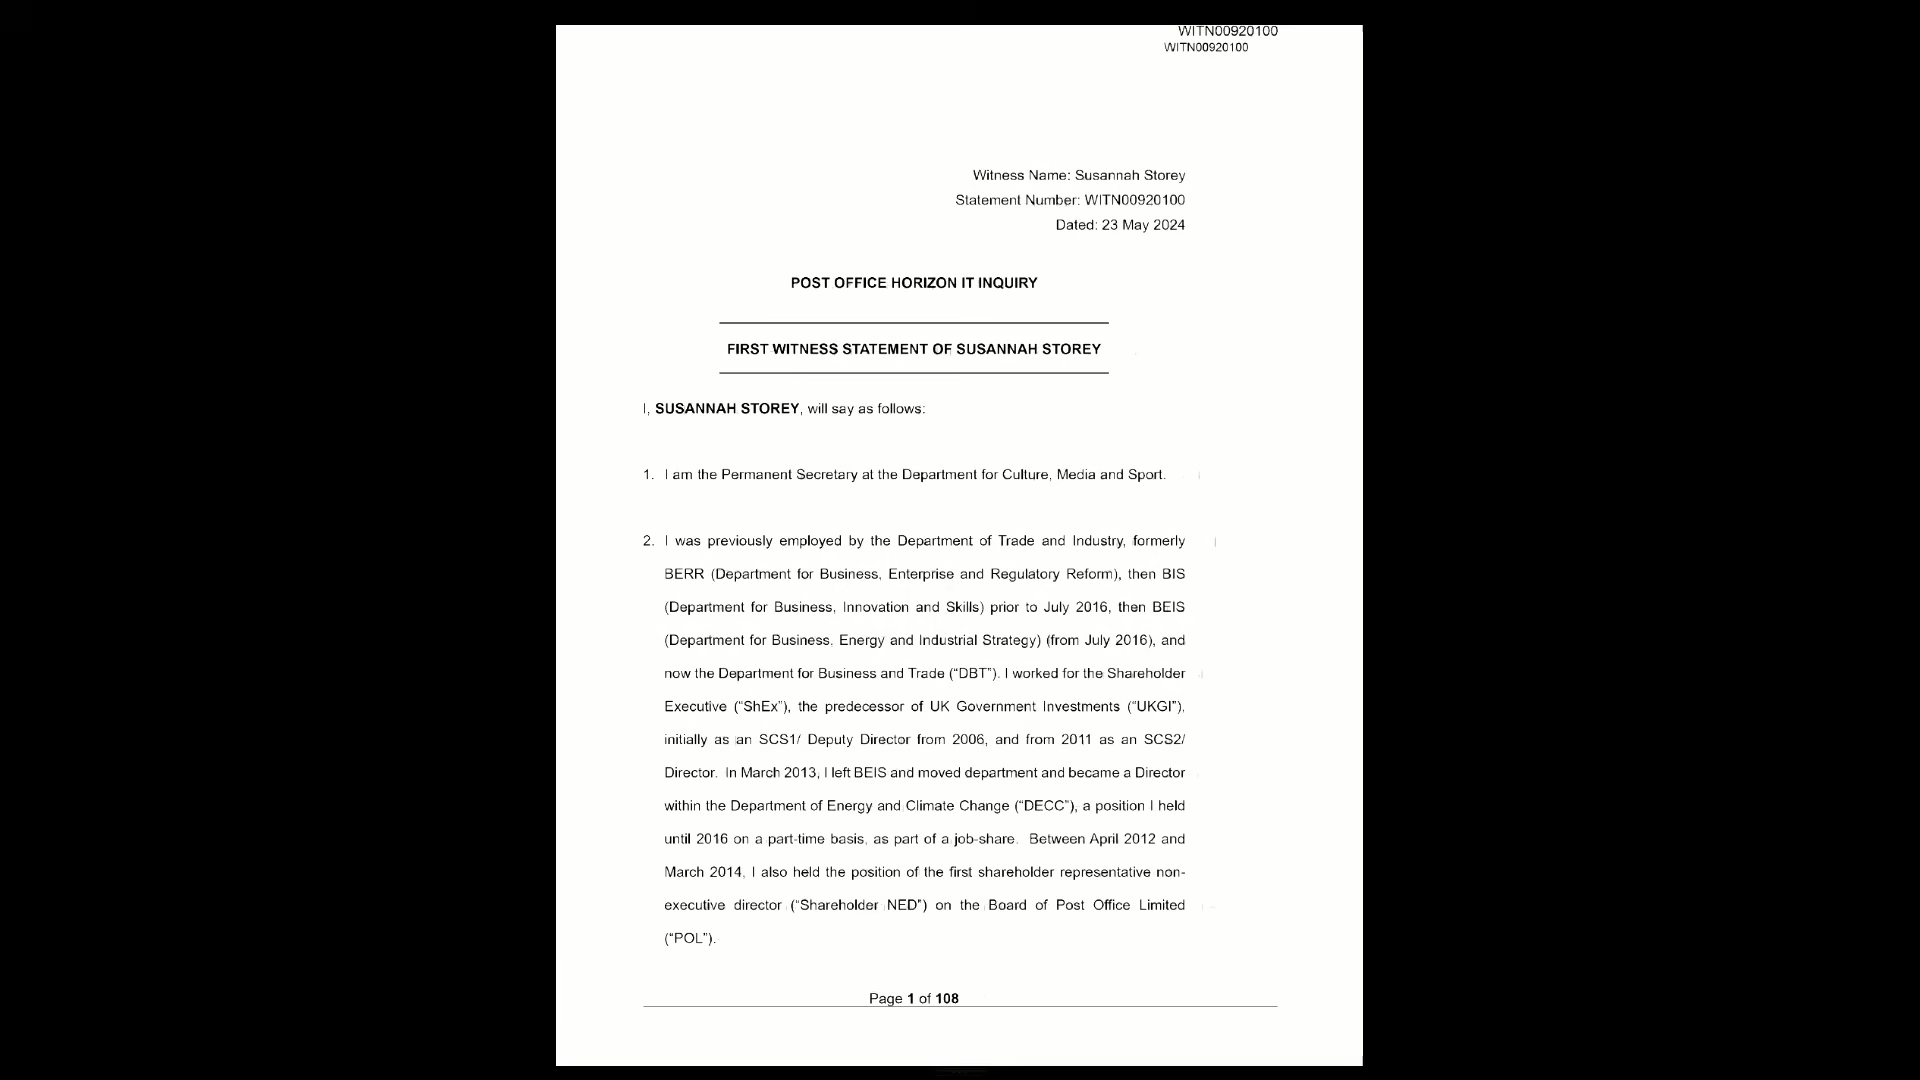 WITN00920100
WITN00920100
Witness Name: Susannah Storey
Statement Number: WITN00920100
Dated: 23 May 2024
POST OFFICE HORIZON IT INQUIRY
FIRST WITNESS STATEMENT OF SUSANNAH STOREY
I, SUSANNAH STOREY, will say as follows:
1. I am the Permanent Secretary at the Department for Culture, Media and Sport.
2. I was previously employed by the Department of Trade and Industry, formerly
BERR (Department for Business, Enterprise and Regulatory Reform), then BIS
(Department for Business, Innovation and Skills) prior to July 2016, then BEIS
(Department for Business, Energy and Industrial Strategy) (from July 2016), and
now the Department for Business and Trade (“DBT”). I worked for the Shareholder
Executive (“ShEx”), the predecessor of UK Government Investments (“UKGI”),
initially as an SCS1/ Deputy Director from 2006, and from 2011 as an SCS2/
Director. In March 2013, I left BEIS and moved department and became a Director
within the Department of Energy and Climate Change (“DECC”), a position I held
until 2016 on a part-time basis, as part of a job-share. Between April 2012 and
March 2014, I also held the position of the first shareholder representative non-
executive director (“Shareholder NED”) on the Board of Post Office Limited
(“POL”).
Page 1 of 108